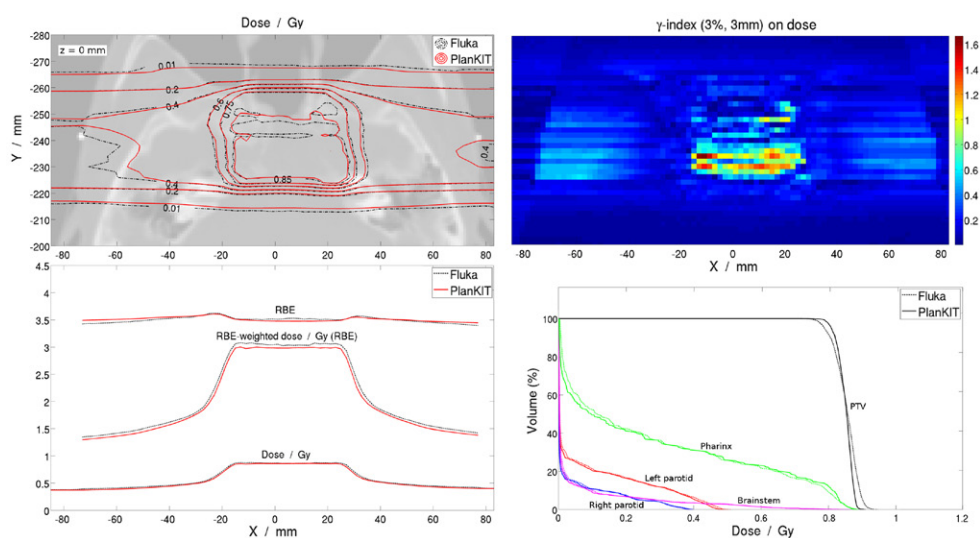 Dose / Gy
z = 0 mm
Fluka
PlanKIT
0.01
0.2
0.4
0.6
0.75
0.85
0.4
0.4
0.2
0.01
Y / mm
-280
-270
-260
-250
-240
-230
-220
-210
-200
-80 -60 -40 -20 0 20 40 60 80
γ-index (3%, 3mm) on dose
1.6
1.4
1.2
1
0.8
0.6
0.4
0.2
-80 -60 -40 -20 0 20 40 60 80
X / mm
4.5
4
3.5
3
2.5
2
1.5
1
0.5
0
Fluka
PlanKIT
RBE
RBE-weighted dose / Gy (RBE)
Dose / Gy
-80 -60 -40 -20 0 20 40 60 80
X / mm
Fluka
PlanKIT
Volume (%)
100
80
60
40
20
0
PTV
Pharinx
Left parotid
Brainstem
Right parotid
0 0.2 0.4 0.6 0.8 1 1.2
Dose / Gy